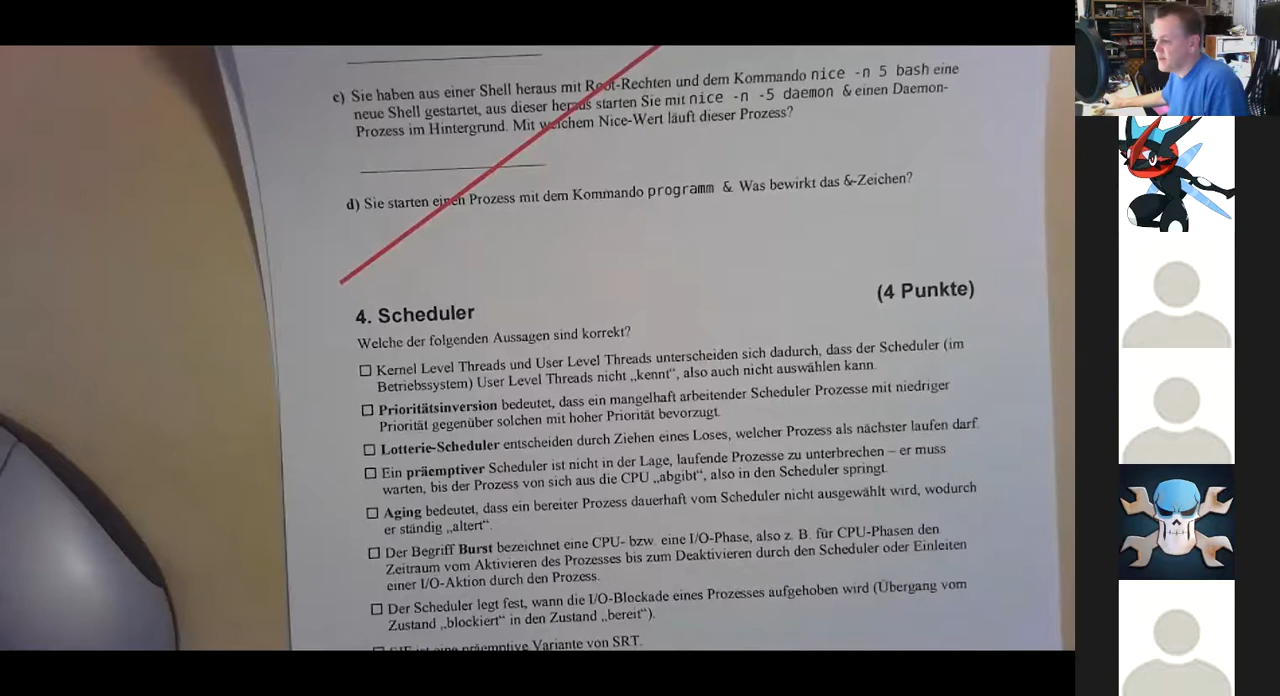 c) Sie haben aus einer Shell heraus mit Root-Rechten und dem Kommando nice -n 5 bash eine
neue Shell gestartet, aus dieser heraus starten Sie mit nice -n -5 daemon & einen Daemon-
Prozess im Hintergrund. Mit welchem Nice-Wert läuft dieser Prozess?
d) Sie starten einen Prozess mit dem Kommando programm & Was bewirkt das &-Zeichen?
4. Scheduler (4 Punkte)
Welche der folgenden Aussagen sind korrekt?
Kernel Level Threads und User Level Threads unterscheiden sich dadurch, dass der Scheduler (im
Betriebssystem) User Level Threads nicht „kennt“, also auch nicht auswählen kann.
Prioritätsinversion bedeutet, dass ein mangelhaft arbeitender Scheduler Prozesse mit niedriger
Priorität gegenüber solchen mit hoher Priorität bevorzugt.
Lotterie-Scheduler entscheiden durch Ziehen eines Loses, welcher Prozess als nächster laufen darf.
Ein präemptiver Scheduler ist nicht in der Lage, laufende Prozesse zu unterbrechen – er muss
warten, bis der Prozess von sich aus die CPU „abgibt“, also in den Scheduler springt.
Aging bedeutet, dass ein bereiter Prozess dauerhaft vom Scheduler nicht ausgewählt wird, wodurch
er ständig „altert“.
Der Begriff Burst bezeichnet eine CPU- bzw. eine I/O-Phase, also z. B. für CPU-Phasen den
Zeitraum vom Aktivieren des Prozesses bis zum Deaktivieren durch den Scheduler oder Einleiten
einer I/O-Aktion durch den Prozess.
Der Scheduler legt fest, wann die I/O-Blockade eines Prozesses aufgehoben wird (Übergang vom
Zustand „blockiert“ in den Zustand „bereit“).
SJF ist eine präemptive Variante von SRT.